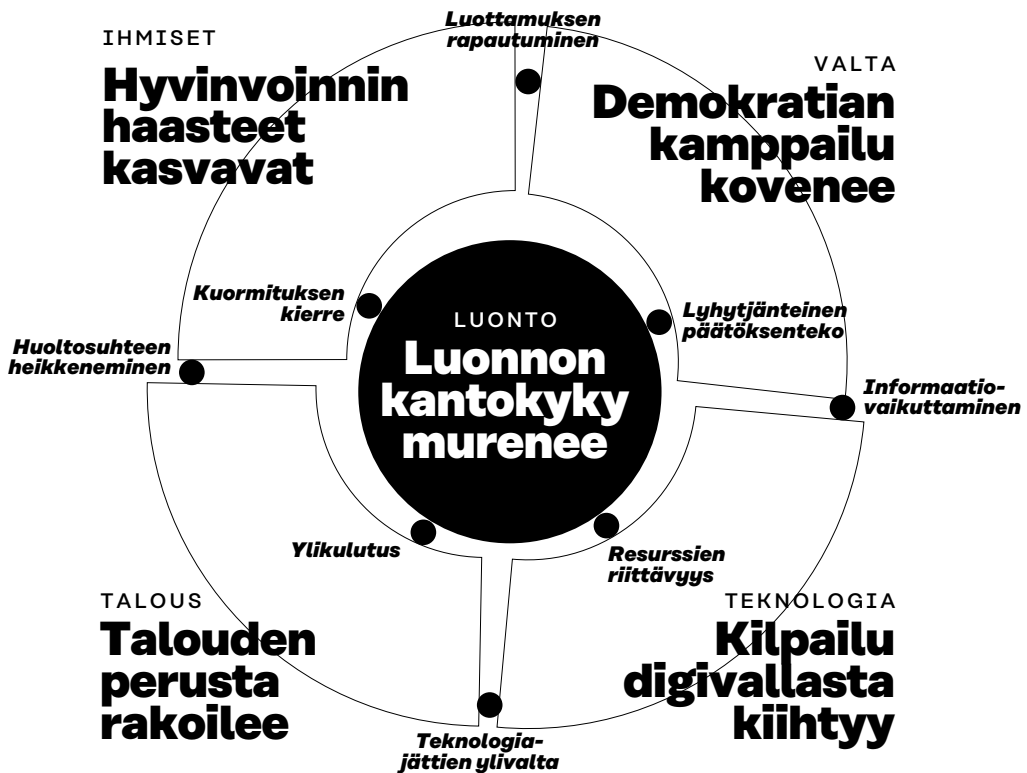 Luottamuksen
rapautuminen
IHMISET
Hyvinvoinnin
haasteet
kasvavat
VALTA
Demokratian
kamppailu
kovenee
Kuormituksen
kierre
LUONTO
Luonnon
kantokyky
murenee
Lyhytjänteinen
päätöksenteko
Huoltosuhteen
heikkeneminen
Informaatio-
vaikuttaminen
Ylikulutus
Resurssien
riittävyys
TALOUS
Talouden
perusta
rakoilee
TEKNOLOGIA
Kilpailu
digivallasta
kiihtyy
Teknologia-
jättien ylivalta